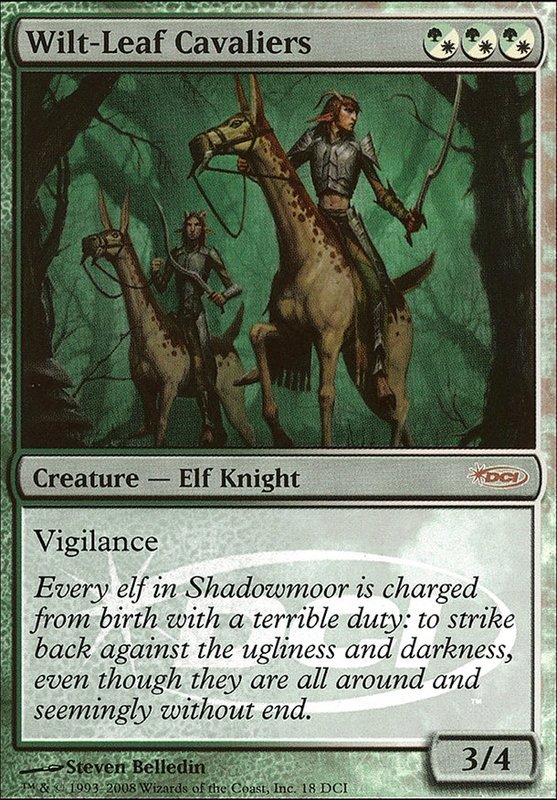 Wilt-Leaf Cavaliers
Creature — Elf Knight
DCI
Vigilance
Every elf in Shadowmoor is charged
from birth with a terrible duty: to strike
back against the ugliness and darkness,
even though they are all around and
seemingly without end.
DCI
™
Steven Belledin
3/4
™ & © 1993–2008 Wizards of the Coast, Inc. 18 DCI